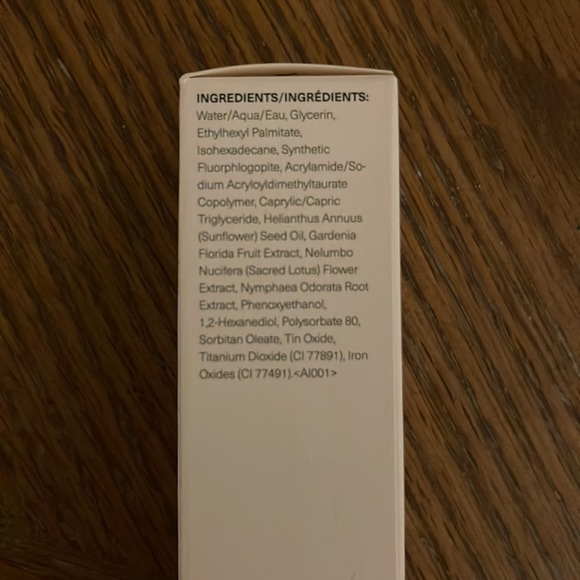 INGREDIENTS/INGRÉDIENTS:
Water/Aqua/Eau, Glycerin,
Ethylhexyl Palmitate,
Isohexadecane, Synthetic
Fluorphlogopite, Acrylamide/So-
dium Acryloyldimethyltaurate
Copolymer, Caprylic/Capric
Triglyceride, Helianthus Annuus
(Sunflower) Seed Oil, Gardenia
Florida Fruit Extract, Nelumbo
Nucifera (Sacred Lotus) Flower
Extract, Nymphaea Odorata Root
Extract, Phenoxyethanol,
1,2-Hexanediol, Polysorbate 80,
Sorbitan Oleate, Tin Oxide,
Titanium Dioxide (CI 77891), Iron
Oxides (CI 77491).<AI001>